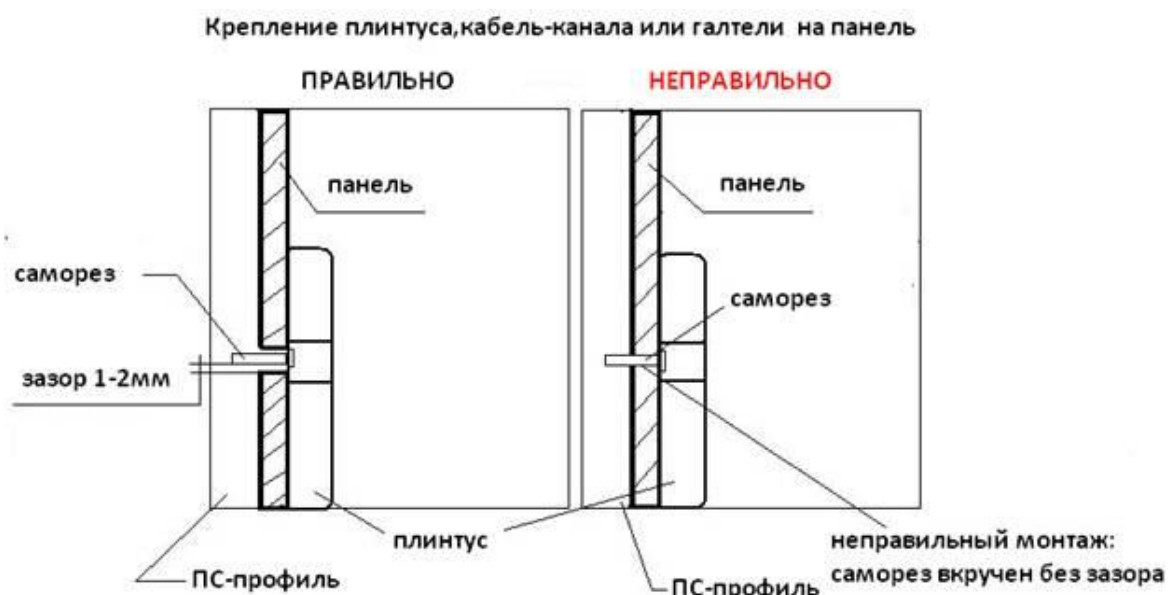 Крепление плинтуса,кабель-канала или галтели на панель
ПРАВИЛЬНО
НЕПРАВИЛЬНО
панель
панель
саморез
саморез
зазор 1-2мм
плинтус
неправильный монтаж:
саморез вкручен без зазора
ПС-профиль
ПС-профиль